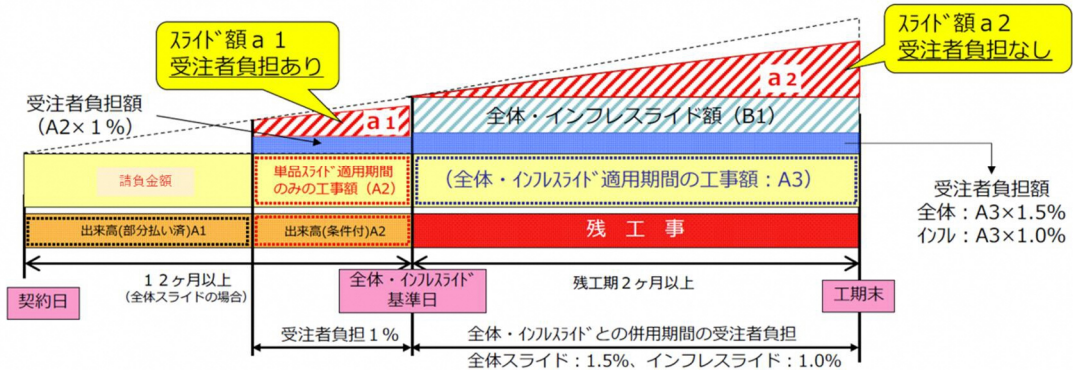 ｽﾗｲﾄﾞ額ａ１
受注者負担あり
ｽﾗｲﾄﾞ額ａ２
受注者負担なし
受注者負担額
（A2×１%）
ａ1
ａ2
全体・インフレスライド額（B1）
請負金額
単品ｽﾗｲﾄﾞ適用期間
のみの工事額（A2）
（全体・ｲﾝﾌﾚｽﾗｲﾄﾞ適用期間の工事額：A3）
受注者負担額
全体：A3×1.5%
ｲﾝﾌﾚ：A3×1.0%
出来高(部分払い済)A1
出来高(条件付)A2
残　工　事
１２ヶ月以上
（全体スライドの場合）
残工期２ヶ月以上
契約日
全体・ｲﾝﾌﾚｽﾗｲﾄﾞ
基準日
工期末
受注者負担１%
全体・ｲﾝﾌﾚｽﾗｲﾄﾞとの併用期間の受注者負担
全体スライド：1.5%、インフレスライド：1.0%